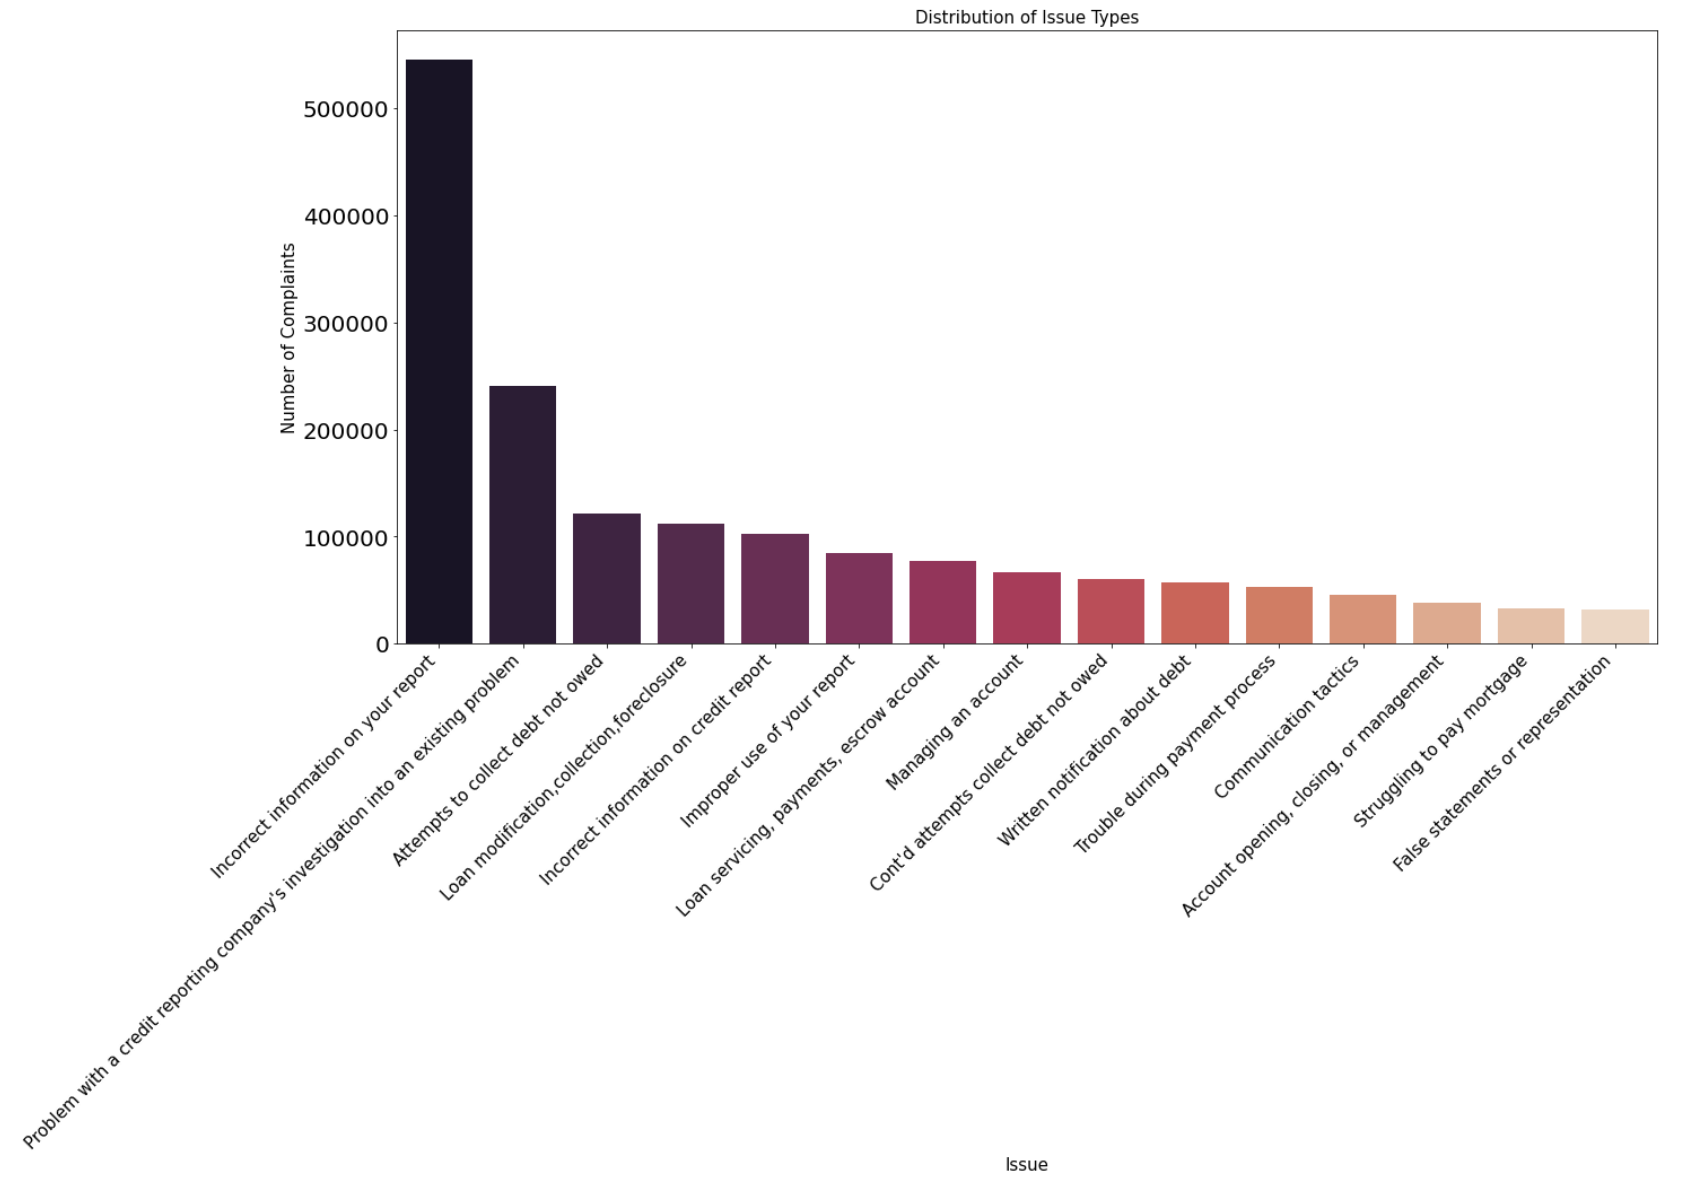 Distribution of Issue Types
Number of Complaints
500000
400000
300000
200000
100000
0
Incorrect information on your report
Problem with a credit reporting company's investigation into an existing problem
Attempts to collect debt not owed
Loan modification,collection,foreclosure
Incorrect information on credit report
Improper use of your report
Loan servicing, payments, escrow account
Managing an account
Cont'd attempts collect debt not owed
Written notification about debt
Trouble during payment process
Communication tactics
Account opening, closing, or management
Struggling to pay mortgage
False statements or representation
Issue